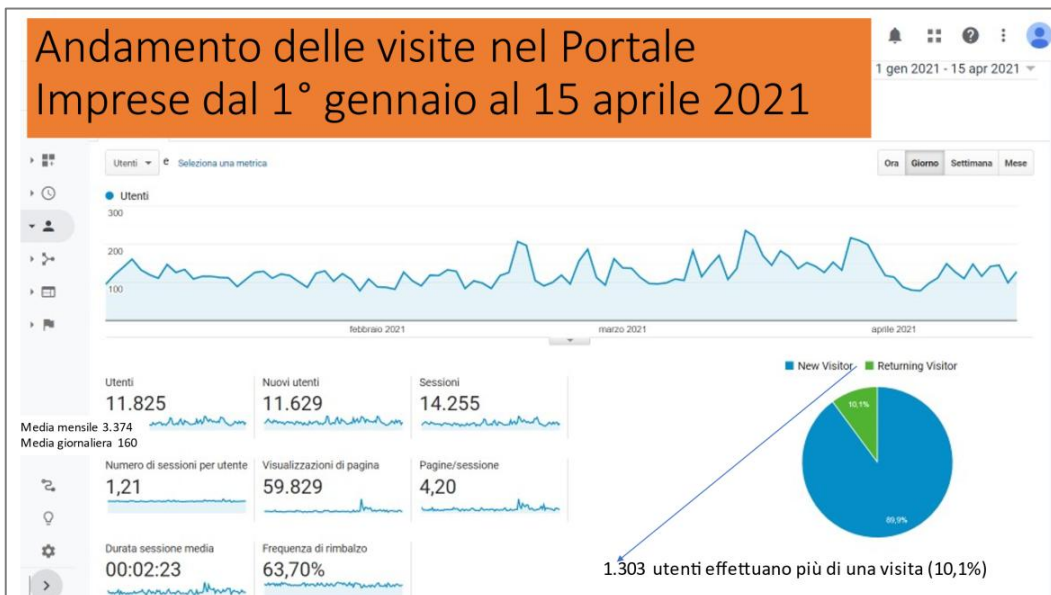 Andamento delle visite nel Portale
Imprese dal 1° gennaio al 15 aprile 2021
1 gen 2021 - 15 apr 2021
Utenti e Seleziona una metrica
Ora Giorno Settimana Mese
Utenti
300
200
100
febbraio 2021 marzo 2021 aprile 2021
New Visitor Returning Visitor
Utenti Nuovi utenti Sessioni
11.825 11.629 14.255
Media mensile 3.374
Media giornaliera 160
10,1%
Numero di sessioni per utente Visualizzazioni di pagina Pagine/sessione
1,21 59.829 4,20
89,9%
Durata sessione media Frequenza di rimbalzo
00:02:23 63,70%
1.303 utenti effettuano più di una visita (10,1%)